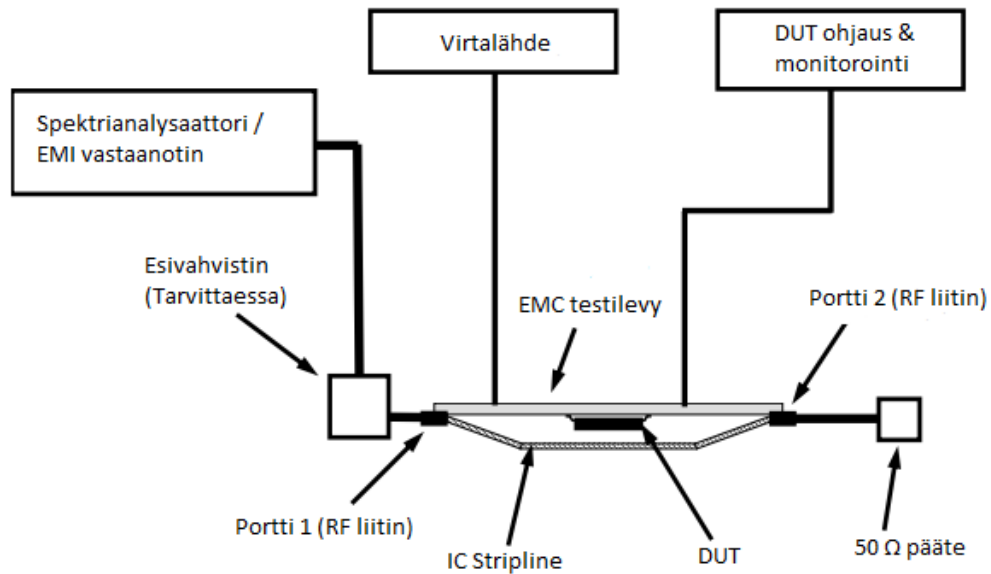 Virtalähde
DUT ohjaus &
monitorointi
Spektrianalysaattori /
EMI vastaanotin
Esivahvistin
(Tarvittaessa)
EMC testilevy
Portti 2 (RF liitin)
Portti 1 (RF liitin)
IC Stripline
DUT
50 Ω pääte